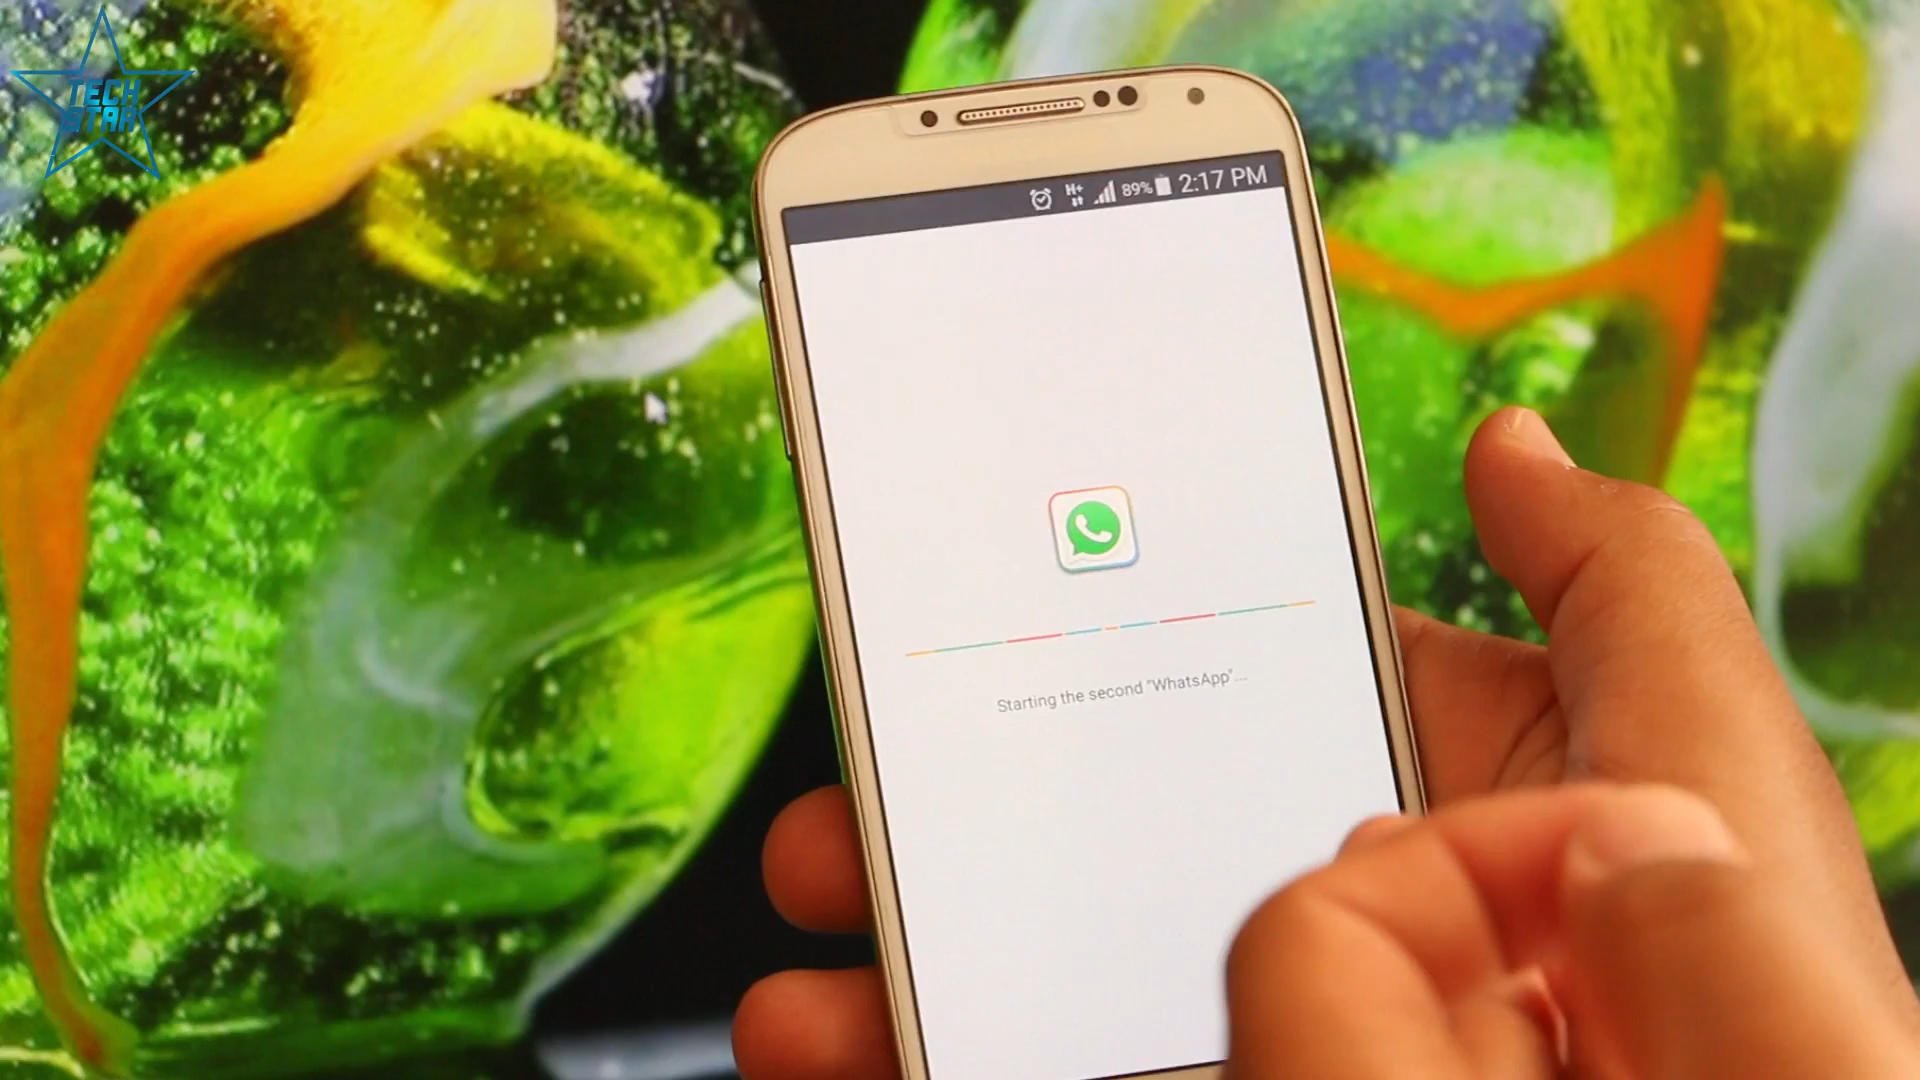 TECH
STAR
H+
89% 2:17 PM
Starting the second "WhatsApp"...